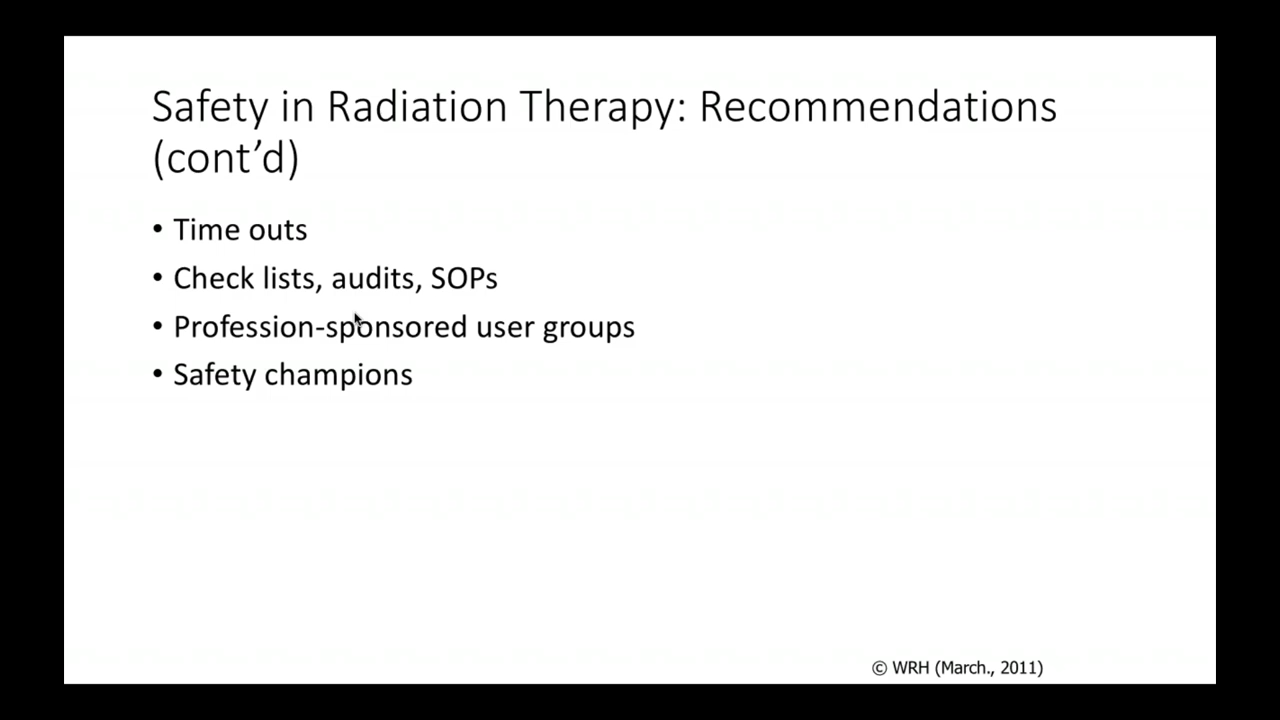 Safety in Radiation Therapy: Recommendations
(cont’d)
• Time outs
• Check lists, audits, SOPs
• Profession-sponsored user groups
• Safety champions
© WRH (March., 2011)